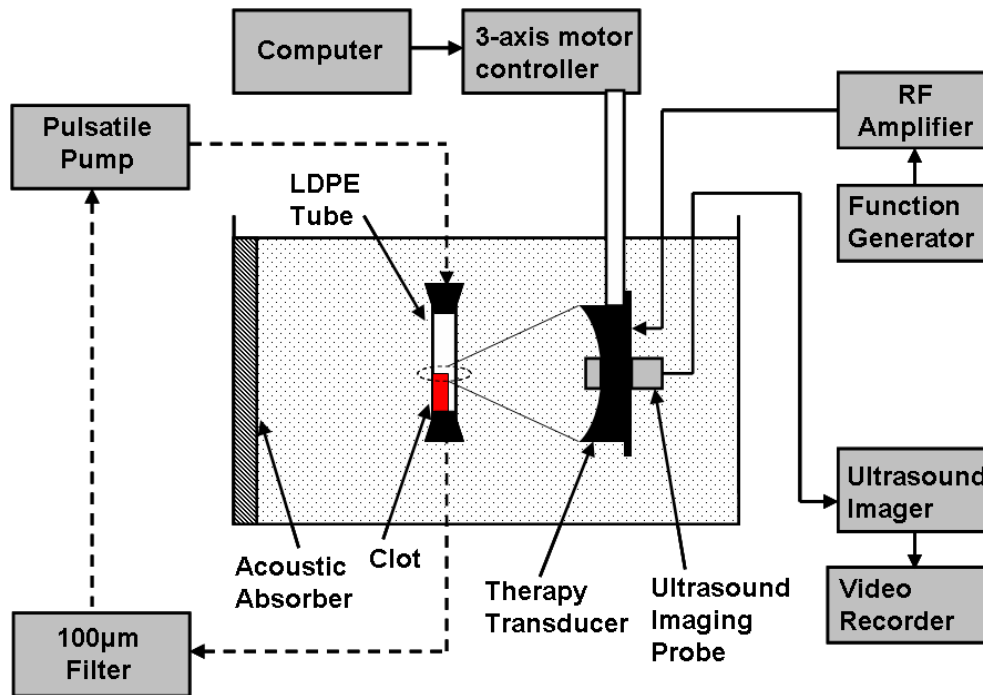 Computer
3-axis motor
controller
RF
Amplifier
Pulsatile
Pump
LDPE
Tube
Function
Generator
Ultrasound
Imager
Acoustic
Absorber
Clot
Therapy
Transducer
Ultrasound
Imaging
Probe
Video
Recorder
100μm
Filter